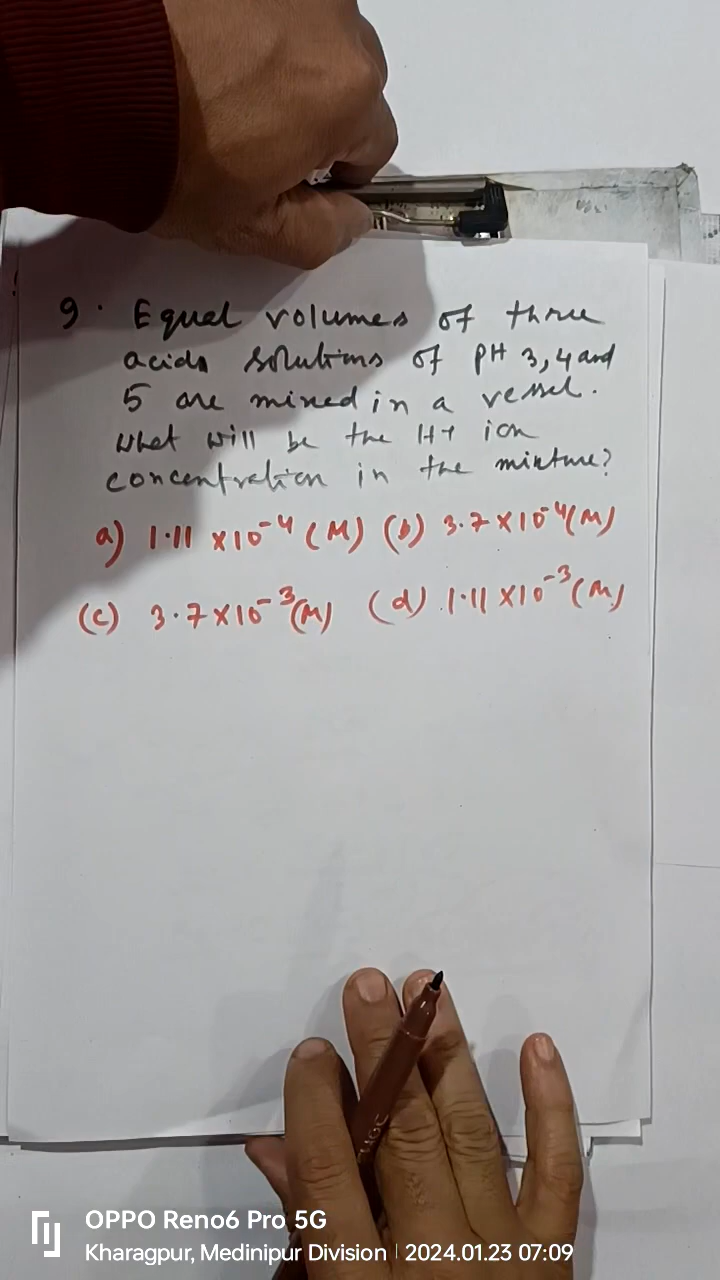 9. Equal volumes of three
acids solutions of pH 3, 4 and
5 are mixed in a vessel.
what will be the H+ ion
concentration in the mixture?
a) 1.11 x10⁻⁴ (M) (b) 3.7 x10⁻⁴(M)
(c) 3.7 x10⁻³(M) (d) 1.11 x10⁻³ (M)
OPPO Reno6 Pro 5G
Kharagpur, Medinipur Division | 2024.01.23 07:09